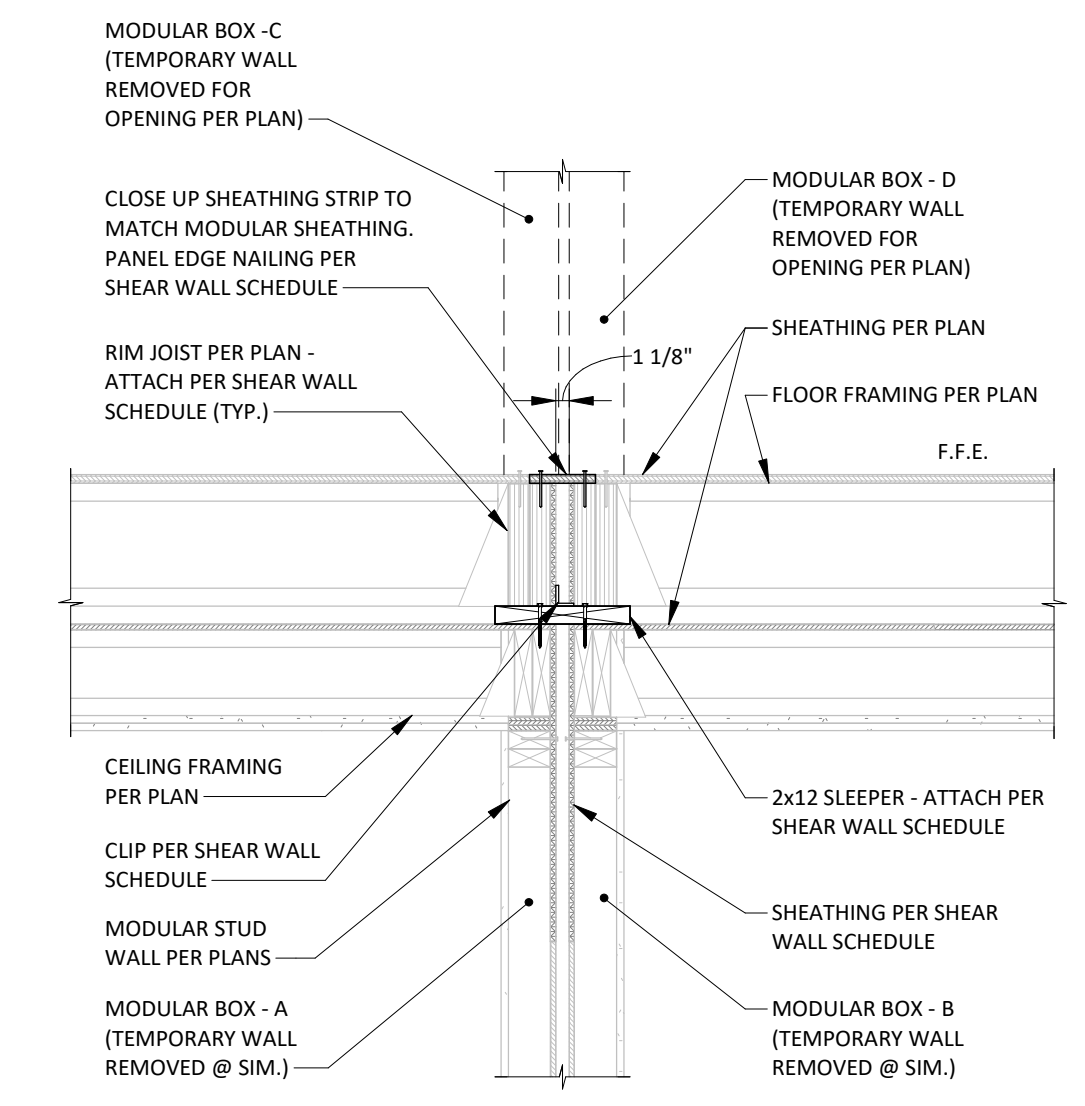 MODULAR BOX -C
(TEMPORARY WALL
REMOVED FOR
OPENING PER PLAN)
CLOSE UP SHEATHING STRIP TO
MATCH MODULAR SHEATHING.
PANEL EDGE NAILING PER
SHEAR WALL SCHEDULE
RIM JOIST PER PLAN -
ATTACH PER SHEAR WALL
SCHEDULE (TYP.)
MODULAR BOX - D
(TEMPORARY WALL
REMOVED FOR
OPENING PER PLAN)
SHEATHING PER PLAN
1 1/8"
FLOOR FRAMING PER PLAN
F.F.E.
CEILING FRAMING
PER PLAN
CLIP PER SHEAR WALL
SCHEDULE
MODULAR STUD
WALL PER PLANS
MODULAR BOX - A
(TEMPORARY WALL
REMOVED @ SIM.)
2x12 SLEEPER - ATTACH PER
SHEAR WALL SCHEDULE
SHEATHING PER SHEAR
WALL SCHEDULE
MODULAR BOX - B
(TEMPORARY WALL
REMOVED @ SIM.)